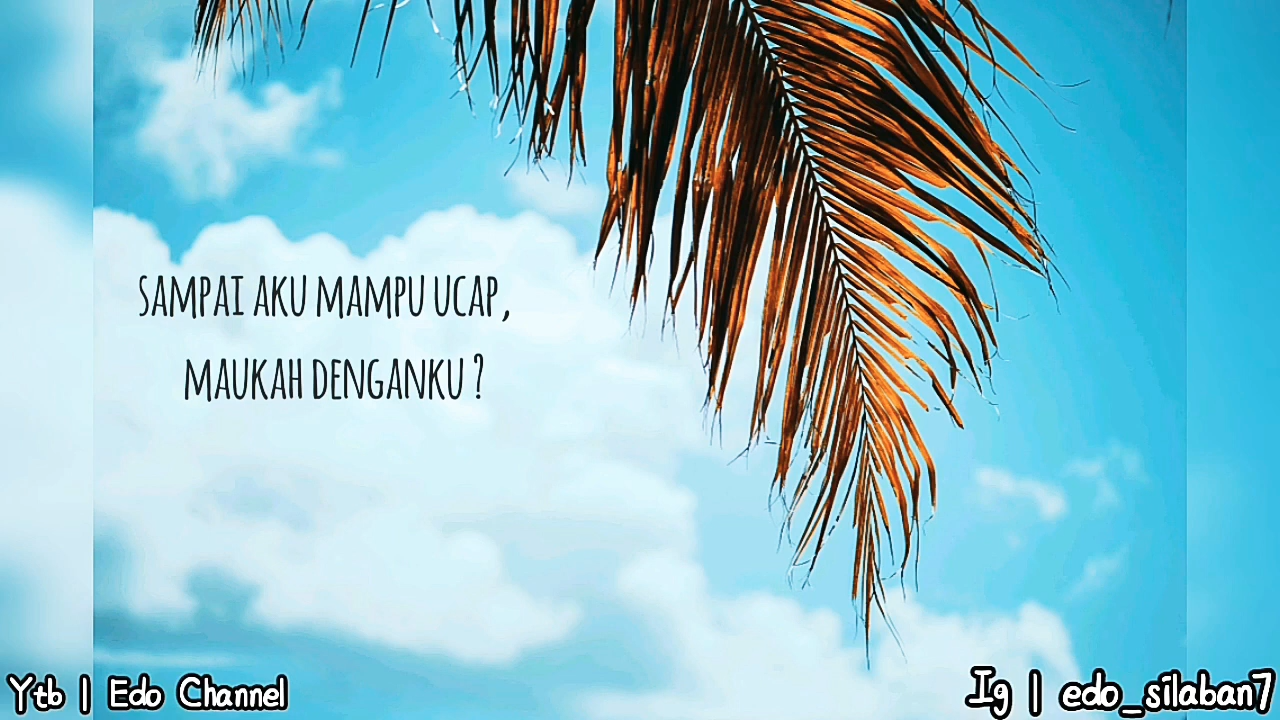 SAMPAI AKU MAMPU UCAP,
MAUKAH DENGANKU ?
Ytb | Edo Channel
Ig | edo_silaban7